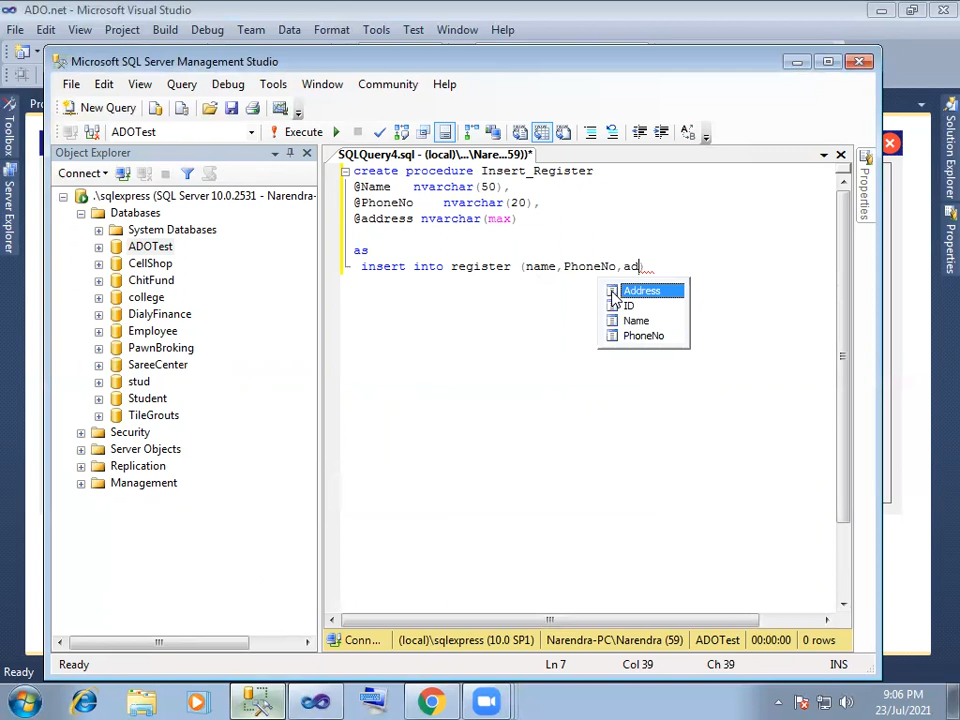 ADO.net - Microsoft Visual Studio
File Edit View Project Build Debug Team Data Format Tools Test Window Help
Microsoft SQL Server Management Studio
File Edit View Query Debug Tools Window Community Help
New Query
ADOTest Execute
Toolbox
Server Explorer
Pro
Object Explorer
Connect
.\sqlexpress (SQL Server 10.0.2531 - Narendra-
Databases
System Databases
ADOTest
CellShop
ChitFund
college
DialyFinance
Employee
PawnBroking
SareeCenter
stud
Student
TileGrouts
Security
Server Objects
Replication
Management
SQLQuery4.sql - (local)\...\Nare...59))*
create procedure Insert_Register
@Name nvarchar(50),
@PhoneNo nvarchar(20),
@address nvarchar(max)
as
insert into register (name,PhoneNo,ad)
Address
ID
Name
PhoneNo
Properties
Solution Explorer
Conn... (local)\sqlexpress (10.0 SP1) Narendra-PC\Narendra (59) ADOTest 00:00:00 0 rows
Ready Ln 7 Col 39 Ch 39 INS
Ready
9:06 PM
23/Jul/2021